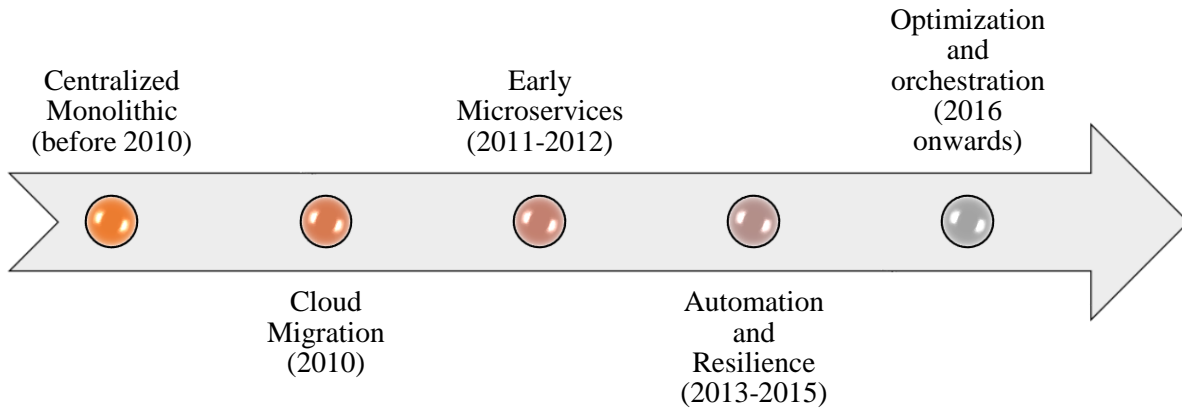 Centralized
Monolithic
(before 2010)
Cloud
Migration
(2010)
Early
Microservices
(2011-2012)
Automation
and
Resilience
(2013-2015)
Optimization
and
orchestration
(2016
onwards)